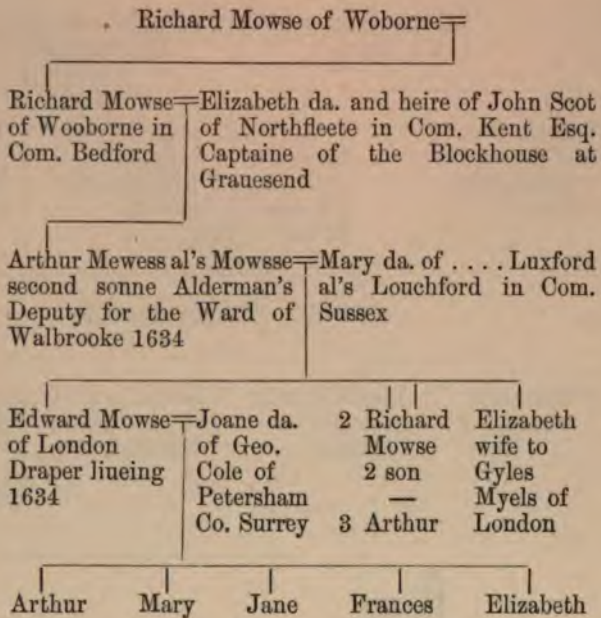 Richard Mowse of Woborne
Richard Mowse
of Wooborne in
Com. Bedford
Elizabeth da. and heire of John Scot
of Northfleete in Com. Kent Esq.
Captaine of the Blockhouse at
Grauesend
Arthur Mewess al's Mowsse
second sonne Alderman's
Deputy for the Ward of
Walbrooke 1634
Mary da. of . . . . Luxford
al's Louchford in Com.
Sussex
Edward Mowse
of London
Draper liueing
1634
Joane da.
of Geo.
Cole of
Petersham
Co. Surrey
2 Richard
Mowse
2 son
—
3 Arthur
Elizabeth
wife to
Gyles
Myels of
London
Arthur Mary Jane Frances Elizabeth